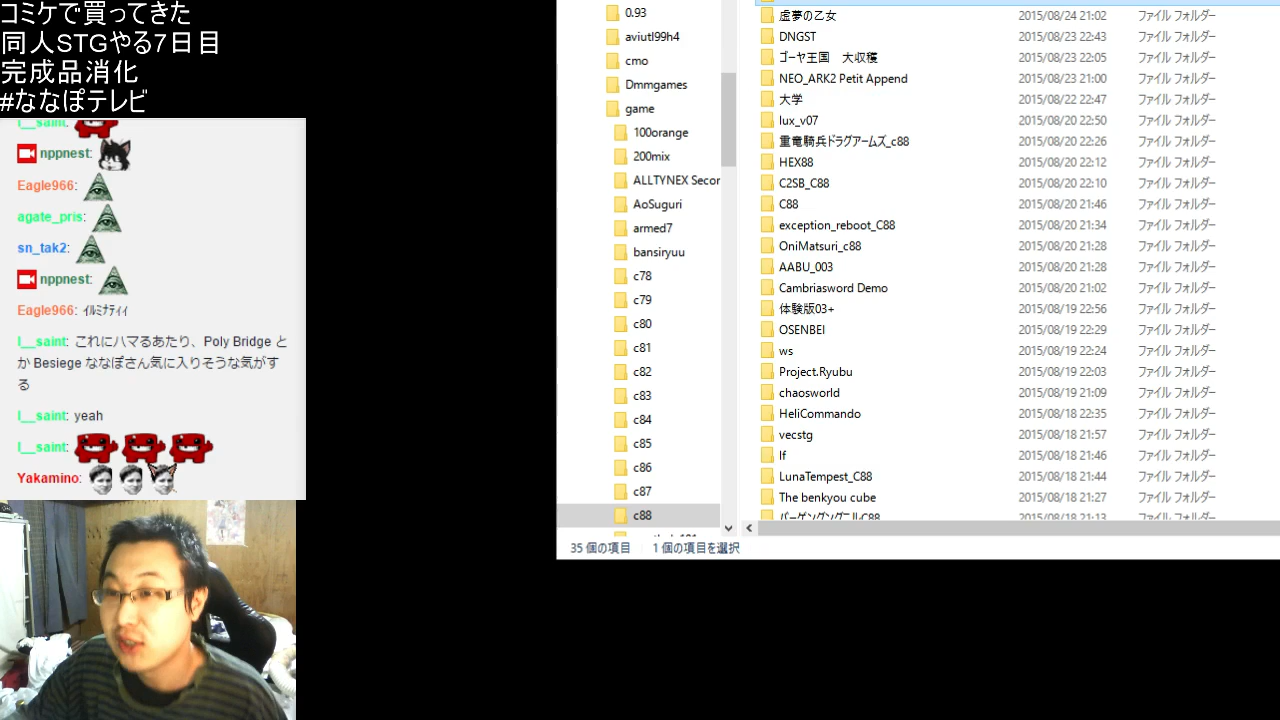 コミケで買ってきた
同人STGやる7日目
完成品消化
#ななぽテレビ
I__saint:
nppnest:
Eagle966:
agate_pris:
sn_tak2:
nppnest:
Eagle966: ｲﾙﾐﾅﾃｨｨ
I__saint: これにハマるあたり、Poly Bridge と
か Besiege ななぽさん気に入りそうな気がす
る
I__saint: yeah
I__saint:
Yakamino:
0.93
aviutl99h4
cmo
Dmmgames
game
100orange
200mix
ALLTYNEX Secor
AoSuguri
armed7
bansiryuu
c78
c79
c80
c81
c82
c83
c84
c85
c86
c87
c88
虚夢の乙女 2015/08/24 21:02 ファイル フォルダー
DNGST 2015/08/23 22:43 ファイル フォルダー
ゴーヤ王国　大収穫 2015/08/23 22:05 ファイル フォルダー
NEO_ARK2 Petit Append 2015/08/23 21:00 ファイル フォルダー
大学 2015/08/22 22:47 ファイル フォルダー
lux_v07 2015/08/20 22:50 ファイル フォルダー
重竜騎兵ドラグアームズ_c88 2015/08/20 22:26 ファイル フォルダー
HEX88 2015/08/20 22:12 ファイル フォルダー
C2SB_C88 2015/08/20 22:10 ファイル フォルダー
C88 2015/08/20 21:46 ファイル フォルダー
exception_reboot_C88 2015/08/20 21:34 ファイル フォルダー
OniMatsuri_c88 2015/08/20 21:28 ファイル フォルダー
AABU_003 2015/08/20 21:28 ファイル フォルダー
Cambriasword Demo 2015/08/20 21:02 ファイル フォルダー
体験版03+ 2015/08/19 22:56 ファイル フォルダー
OSENBEI 2015/08/19 22:29 ファイル フォルダー
ws 2015/08/19 22:24 ファイル フォルダー
Project.Ryubu 2015/08/19 22:03 ファイル フォルダー
chaosworld 2015/08/19 21:09 ファイル フォルダー
HeliCommando 2015/08/18 22:35 ファイル フォルダー
vecstg 2015/08/18 21:57 ファイル フォルダー
lf 2015/08/18 21:46 ファイル フォルダー
LunaTempest_C88 2015/08/18 21:44 ファイル フォルダー
The benkyou cube 2015/08/18 21:27 ファイル フォルダー
2015/08/18 21:13 ファイル フォルダー
35 個の項目 1 個の項目を選択